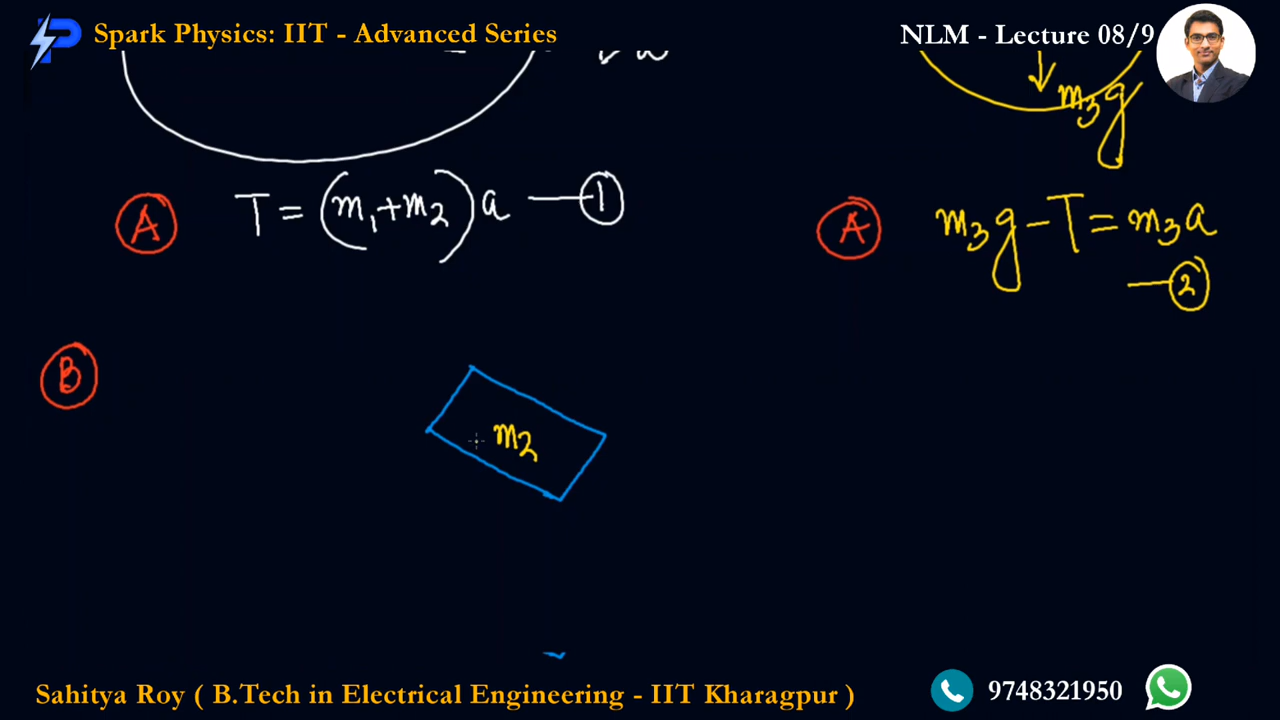 Spark Physics: IIT - Advanced Series
NLM - Lecture 08/9
m₃g
A T = (m₁+m₂) a — 1
A m₃g - T = m₃a
— 2
B
m₂
Sahitya Roy ( B.Tech in Electrical Engineering - IIT Kharagpur )
9748321950